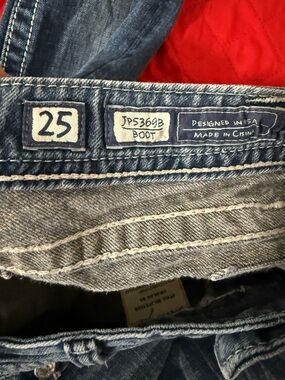 25
JP5369B
BOOT
DESIGNED IN USA
MADE IN CHINA